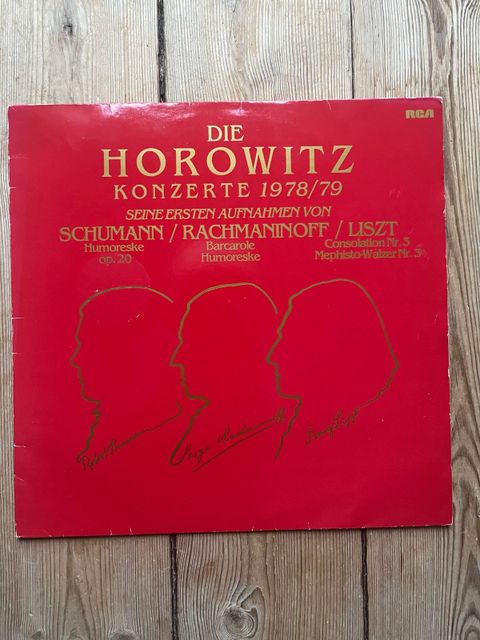 RCA
DIE
HOROWITZ
KONZERTE 1978/79
SEINE ERSTEN AUFNAHMEN VON
SCHUMANN / RACHMANINOFF / LISZT
Humoreske Barcarole Consolation Nr. 3
op. 20 Humoreske Mephisto-Walzer Nr. 3